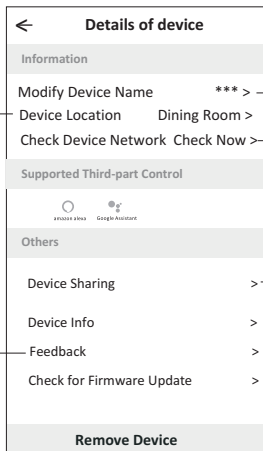 ← Details of device
Information
Modify Device Name *** >
Device Location Dining Room >
Check Device Network Check Now >
Supported Third-part Control
amazon alexa Google Assistant
Others
Device Sharing >
Device Info >
Feedback >
Check for Firmware Update >
Remove Device